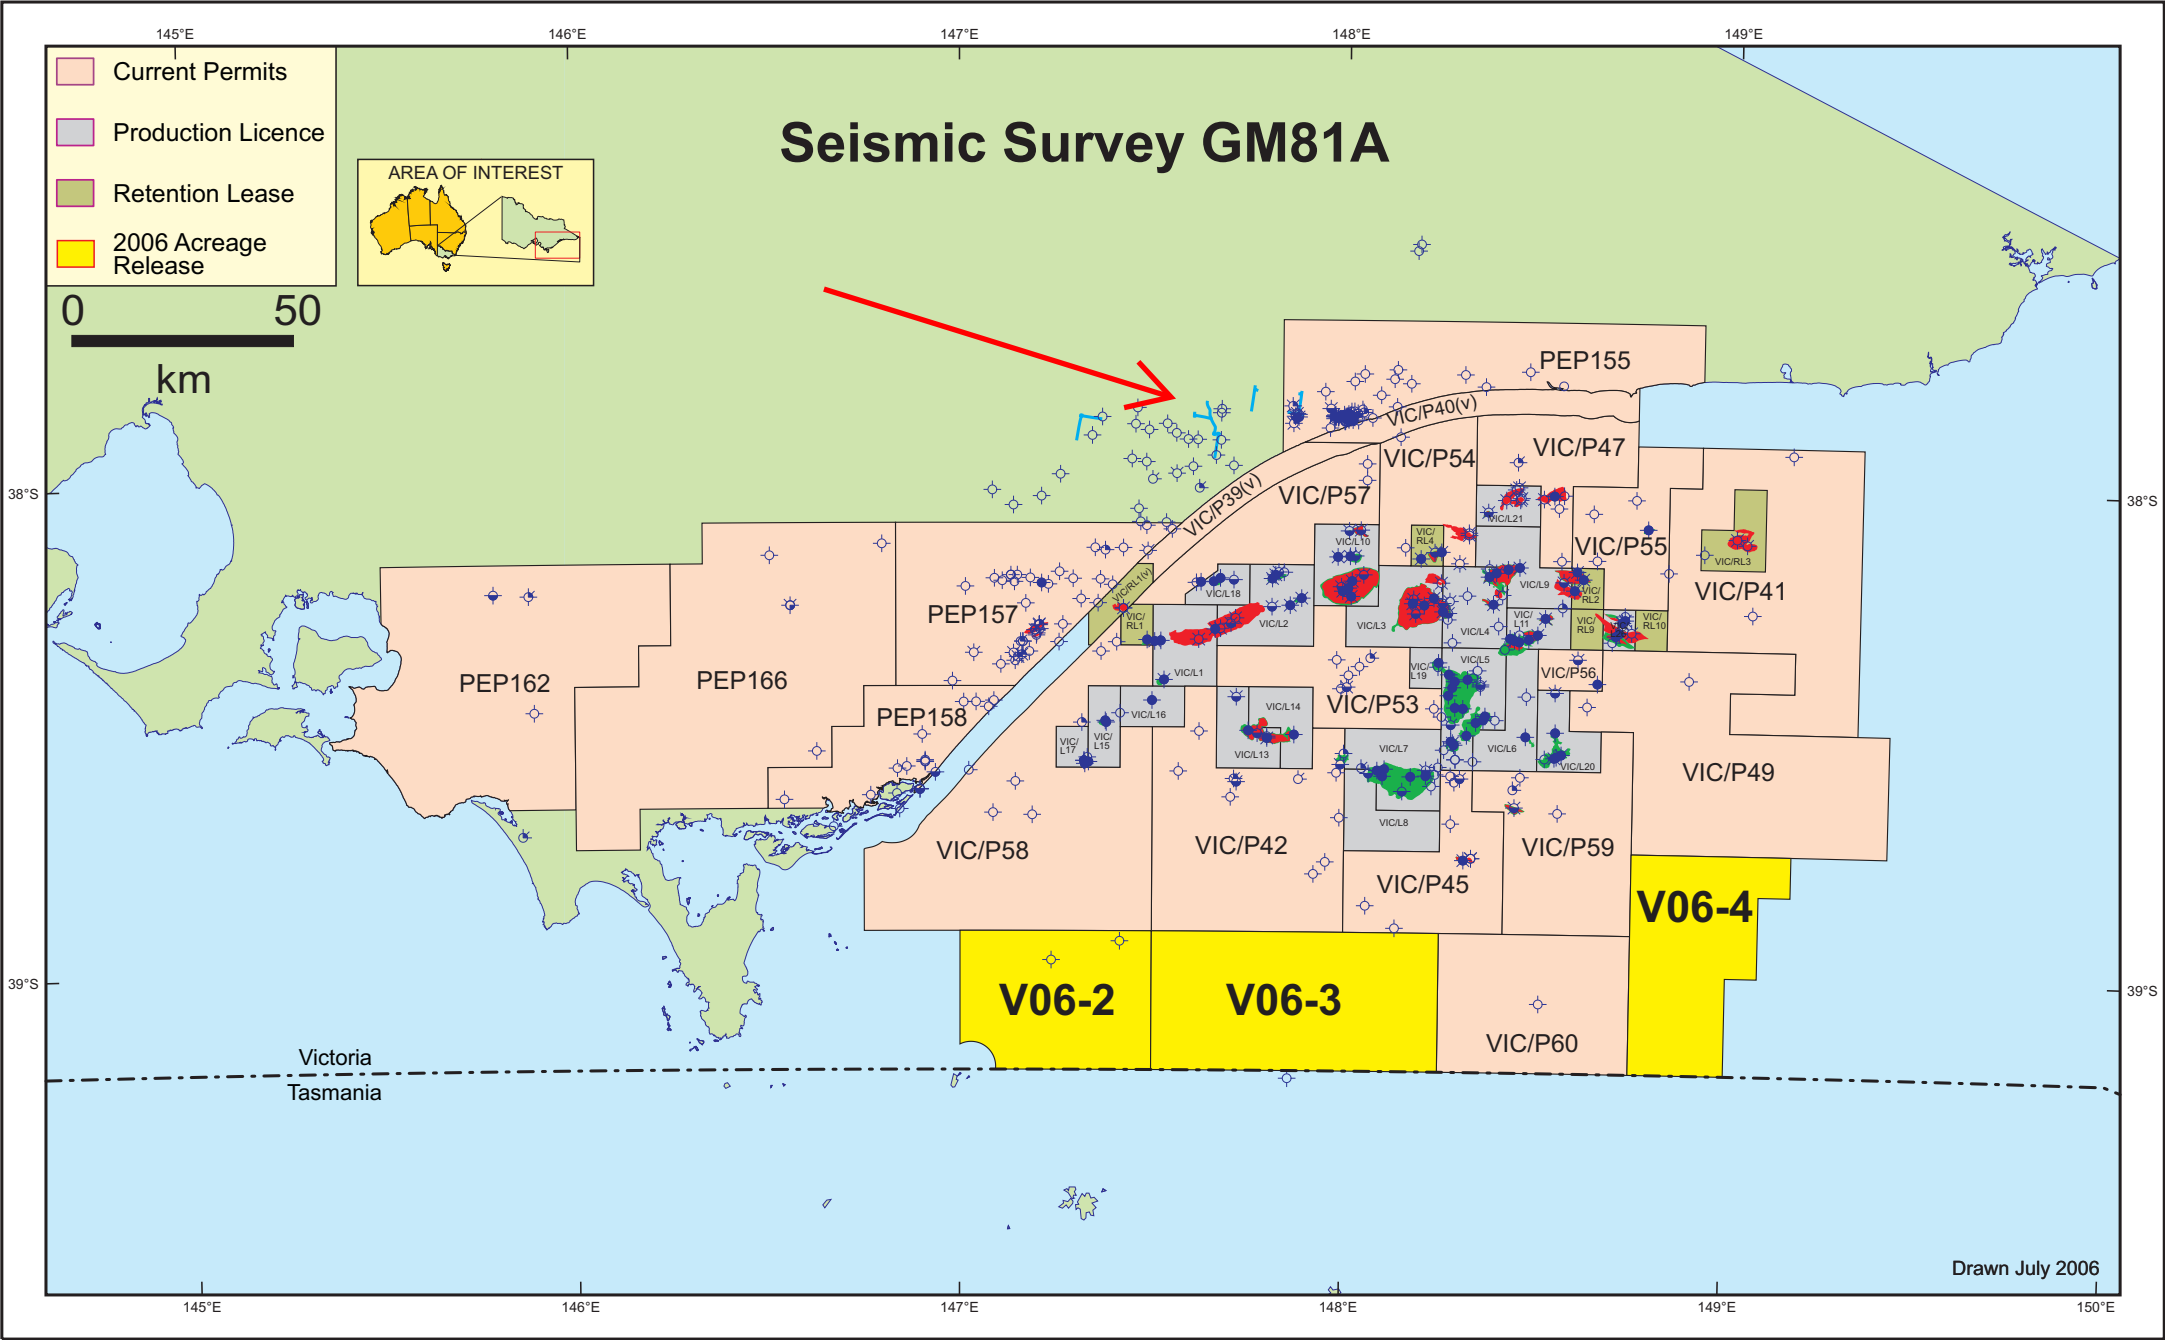 145°E
146°E
147°E
148°E
149°E
Current Permits
Production Licence
Retention Lease
2006 Acreage
Release
0
50
km
AREA OF INTEREST
Seismic Survey GM81A
PEP155
VIC/P40(v)
VIC/P47
VIC/P54
VIC/P57
VIC/P39(v)
38°S
38°S
VIC/L21
VIC/L10
VIC/
RL4
VIC/P55
VIC/RL3
VIC/P41
VIC/RL1(v)
VIC/L18
VIC/L9
VIC/
RL2
PEP157
VIC/
RL1
VIC/L2
VIC/L3
VIC/L4
VIC/
L11
VIC/
RL9
VIC/
RL10
PEP162
PEP166
VIC/L1
VIC/
L19
VIC/L5
VIC/P56
VIC/P53
PEP158
VIC/L16
VIC/L14
VIC/
L17
VIC/
L15
VIC/L13
VIC/L7
VIC/L6
VIC/L20
VIC/P49
VIC/L8
VIC/P58
VIC/P42
VIC/P59
VIC/P45
V06-4
39°S
39°S
V06-2
V06-3
VIC/P60
Victoria
Tasmania
Drawn July 2006
145°E
146°E
147°E
148°E
149°E
150°E